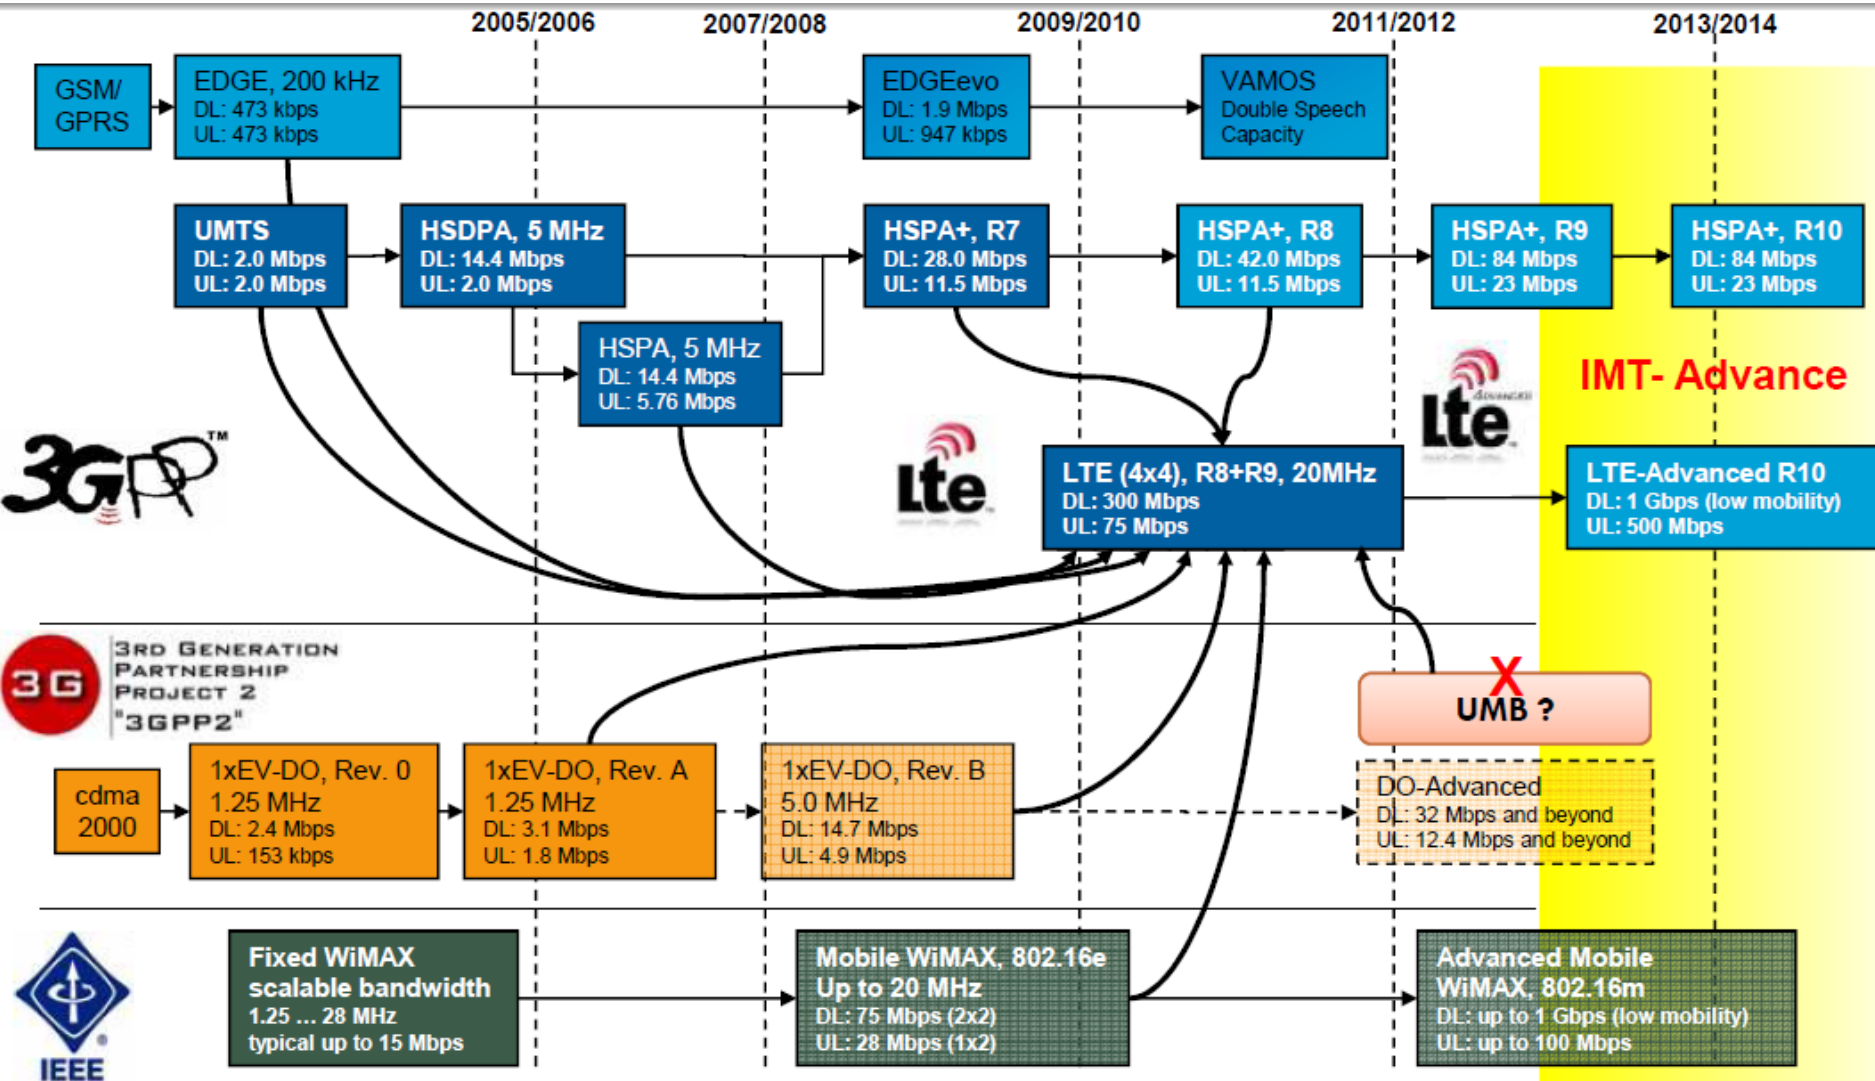 2005/2006
2007/2008
2009/2010
2011/2012
2013/2014
GSM/
GPRS
EDGE, 200 kHz
DL: 473 kbps
UL: 473 kbps
EDGEevo
DL: 1.9 Mbps
UL: 947 kbps
VAMOS
Double Speech
Capacity
UMTS
DL: 2.0 Mbps
UL: 2.0 Mbps
HSDPA, 5 MHz
DL: 14.4 Mbps
UL: 2.0 Mbps
HSPA+, R7
DL: 28.0 Mbps
UL: 11.5 Mbps
HSPA+, R8
DL: 42.0 Mbps
UL: 11.5 Mbps
HSPA+, R9
DL: 84 Mbps
UL: 23 Mbps
HSPA+, R10
DL: 84 Mbps
UL: 23 Mbps
HSPA, 5 MHz
DL: 14.4 Mbps
UL: 5.76 Mbps
IMT- Advance
3GPP™
Lte
Lte
ADVANCED
LTE (4x4), R8+R9, 20MHz
DL: 300 Mbps
UL: 75 Mbps
LTE-Advanced R10
DL: 1 Gbps (low mobility)
UL: 500 Mbps
3G
3RD GENERATION
PARTNERSHIP
PROJECT 2
"3GPP2"
X
UMB ?
cdma
2000
1xEV-DO, Rev. 0
1.25 MHz
DL: 2.4 Mbps
UL: 153 kbps
1xEV-DO, Rev. A
1.25 MHz
DL: 3.1 Mbps
UL: 1.8 Mbps
1xEV-DO, Rev. B
5.0 MHz
DL: 14.7 Mbps
UL: 4.9 Mbps
DO-Advanced
DL: 32 Mbps and beyond
UL: 12.4 Mbps and beyond
IEEE
®
Fixed WiMAX
scalable bandwidth
1.25 ... 28 MHz
typical up to 15 Mbps
Mobile WiMAX, 802.16e
Up to 20 MHz
DL: 75 Mbps (2x2)
UL: 28 Mbps (1x2)
Advanced Mobile
WiMAX, 802.16m
DL: up to 1 Gbps (low mobility)
UL: up to 100 Mbps